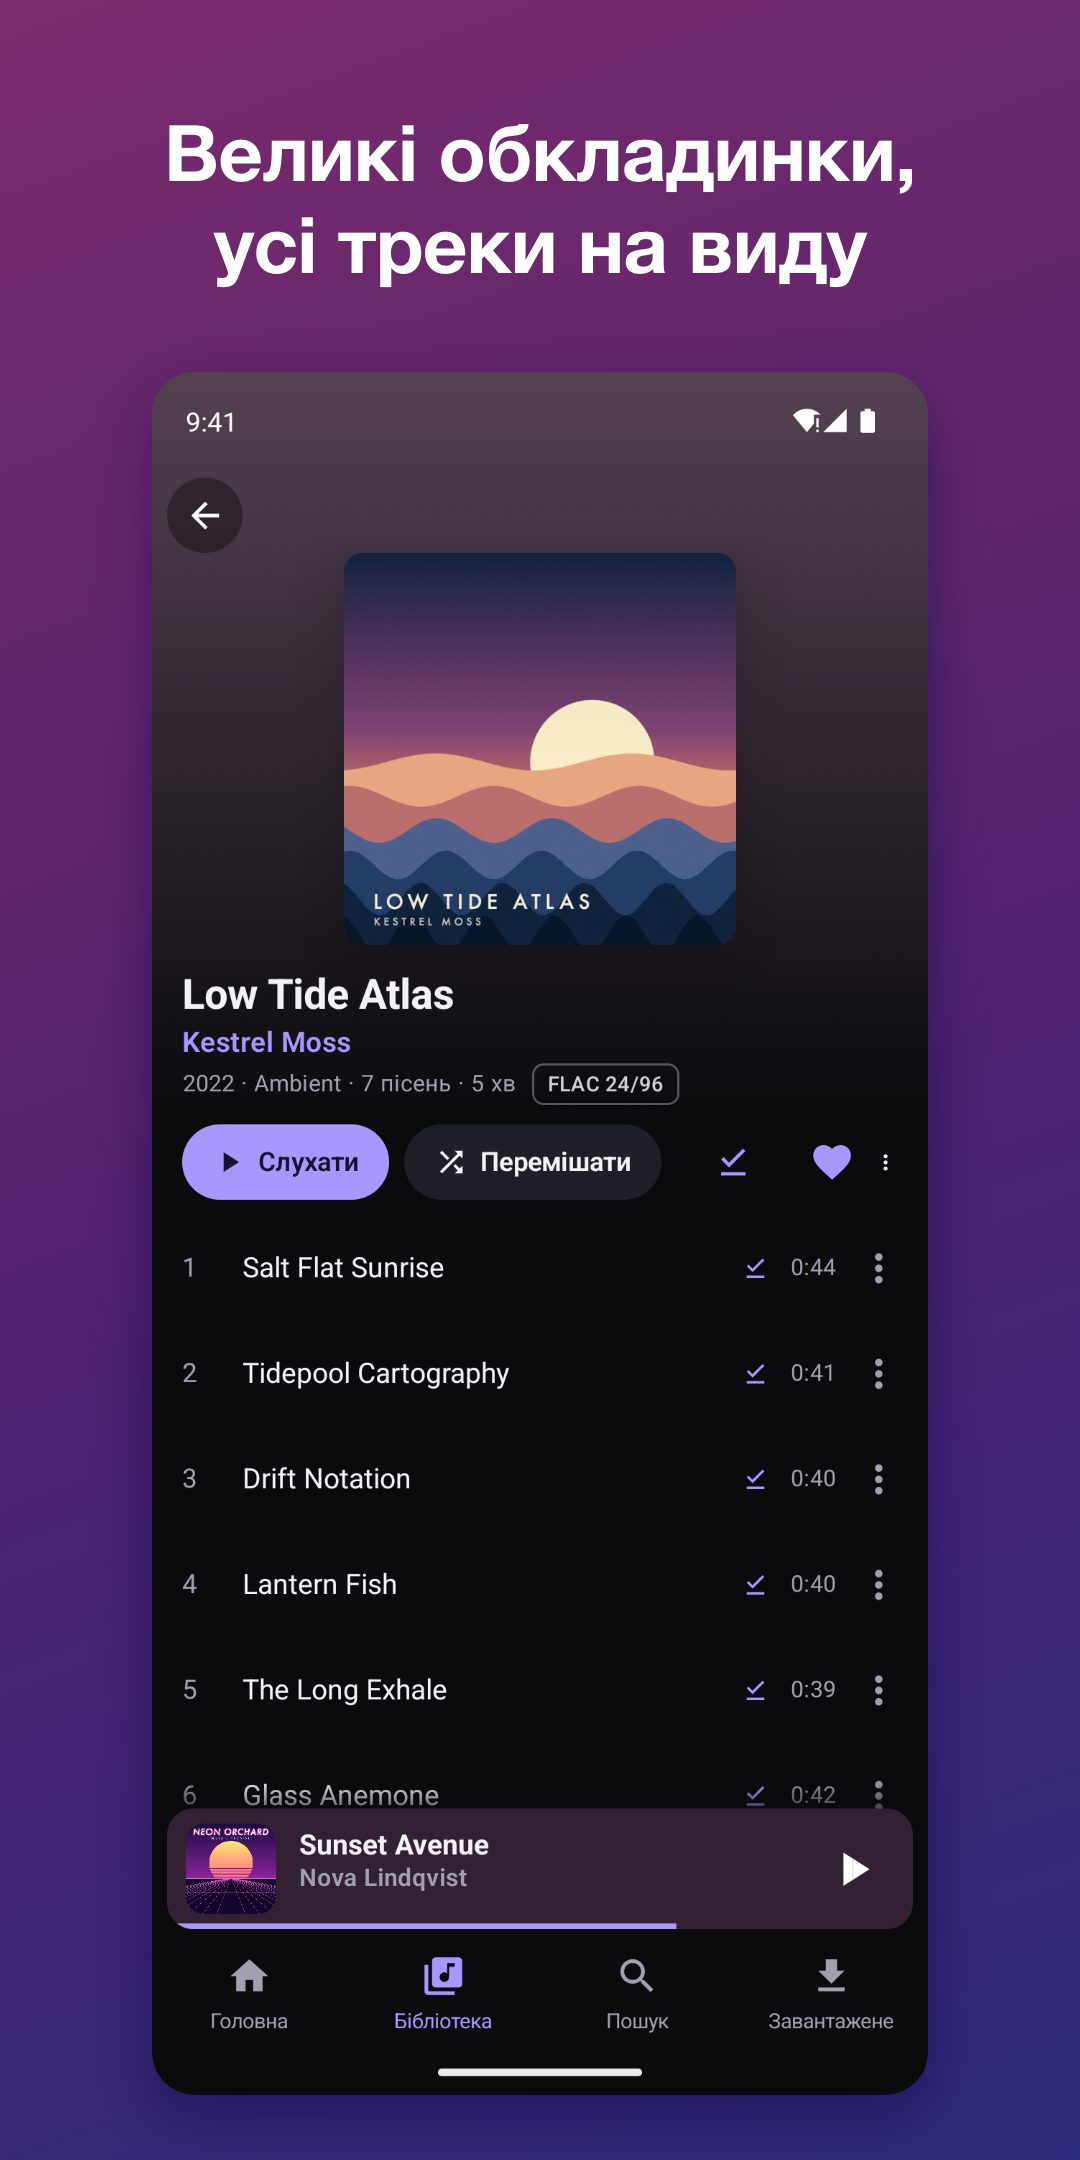 Великі обкладинки,
усі треки на виду
9:41
LOW TIDE ATLAS
KESTREL MOSS
Low Tide Atlas
Kestrel Moss
2022 · Ambient · 7 пісень · 5 хв FLAC 24/96
Слухати Перемішати
1 Salt Flat Sunrise 0:44
2 Tidepool Cartography 0:41
3 Drift Notation 0:40
4 Lantern Fish 0:40
5 The Long Exhale 0:39
6 Glass Anemone 0:42
NEON ORCHARD
Sunset Avenue
Nova Lindqvist
Головна Бібліотека Пошук Завантажене